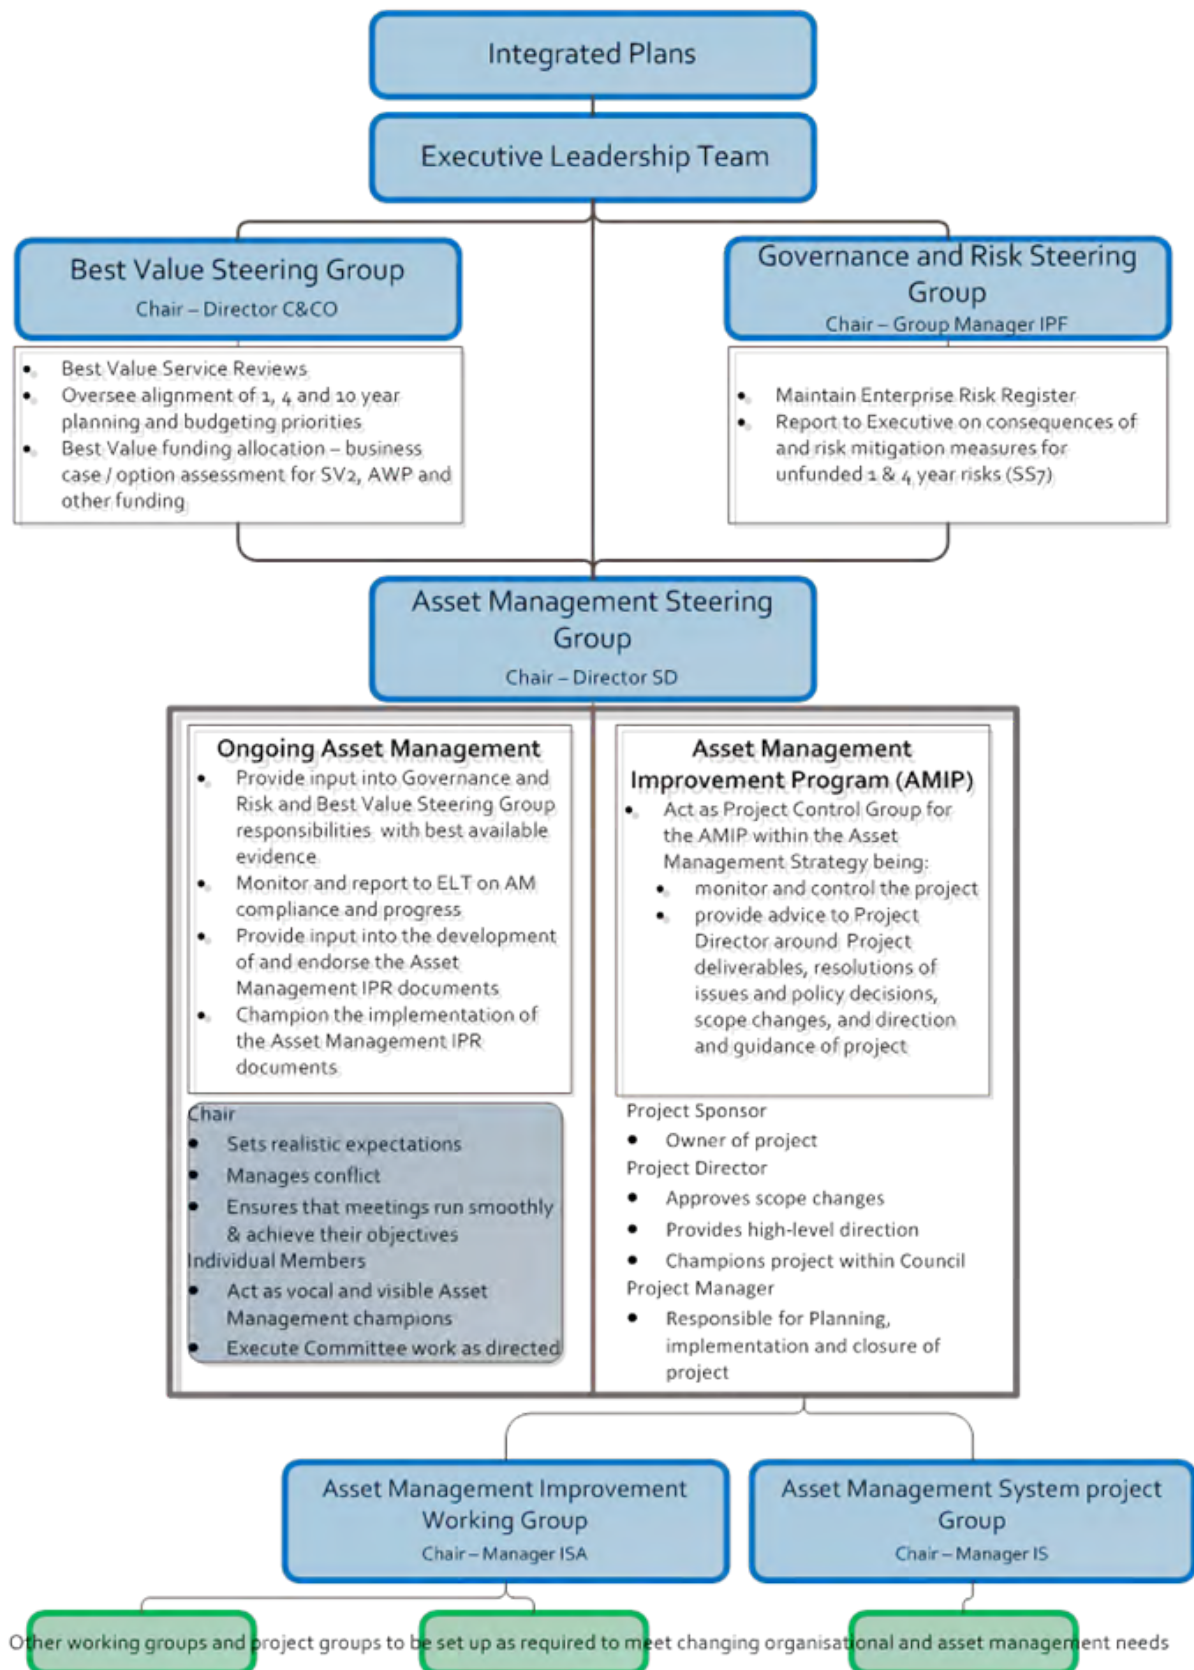 Integrated Plans
Executive Leadership Team
Best Value Steering Group
Chair – Director C&CO
• Best Value Service Reviews
• Oversee alignment of 1, 4 and 10 year
planning and budgeting priorities
• Best Value funding allocation – business
case / option assessment for SV2, AWP and
other funding
Governance and Risk Steering
Group
Chair – Group Manager IPF
• Maintain Enterprise Risk Register
• Report to Executive on consequences of
and risk mitigation measures for
unfunded 1 & 4 year risks (SS7)
Asset Management Steering
Group
Chair – Director SD
Ongoing Asset Management
• Provide input into Governance and
Risk and Best Value Steering Group
responsibilities with best available
evidence
• Monitor and report to ELT on AM
compliance and progress
• Provide input into the development
of and endorse the Asset
Management IPR documents
• Champion the implementation of
the Asset Management IPR
documents
Chair
• Sets realistic expectations
• Manages conflict
• Ensures that meetings run smoothly
& achieve their objectives
Individual Members
• Act as vocal and visible Asset
Management champions
• Execute Committee work as directed
Asset Management
Improvement Program (AMIP)
• Act as Project Control Group for
the AMIP within the Asset
Management Strategy being:
• monitor and control the project
• provide advice to Project
Director around Project
deliverables, resolutions of
issues and policy decisions,
scope changes, and direction
and guidance of project
Project Sponsor
• Owner of project
Project Director
• Approves scope changes
• Provides high-level direction
• Champions project within Council
Project Manager
• Responsible for Planning,
implementation and closure of
project
Asset Management Improvement
Working Group
Chair – Manager ISA
Asset Management System project
Group
Chair – Manager IS
Other working groups and project groups to be set up as required to meet changing organisational and asset management needs